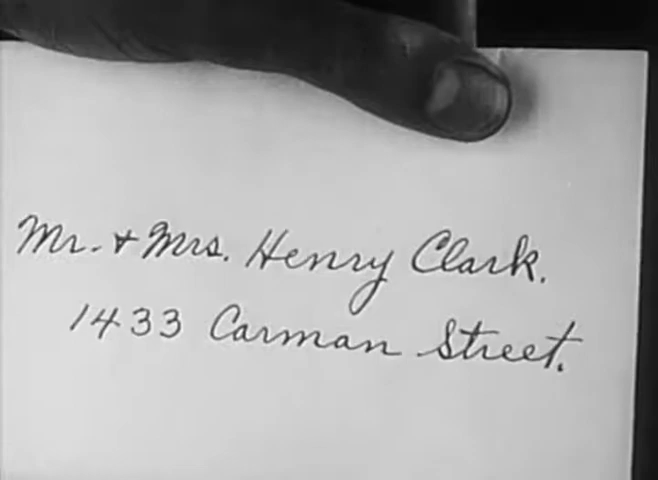 Mr. + Mrs. Henry Clark.
1433 Carman Street.